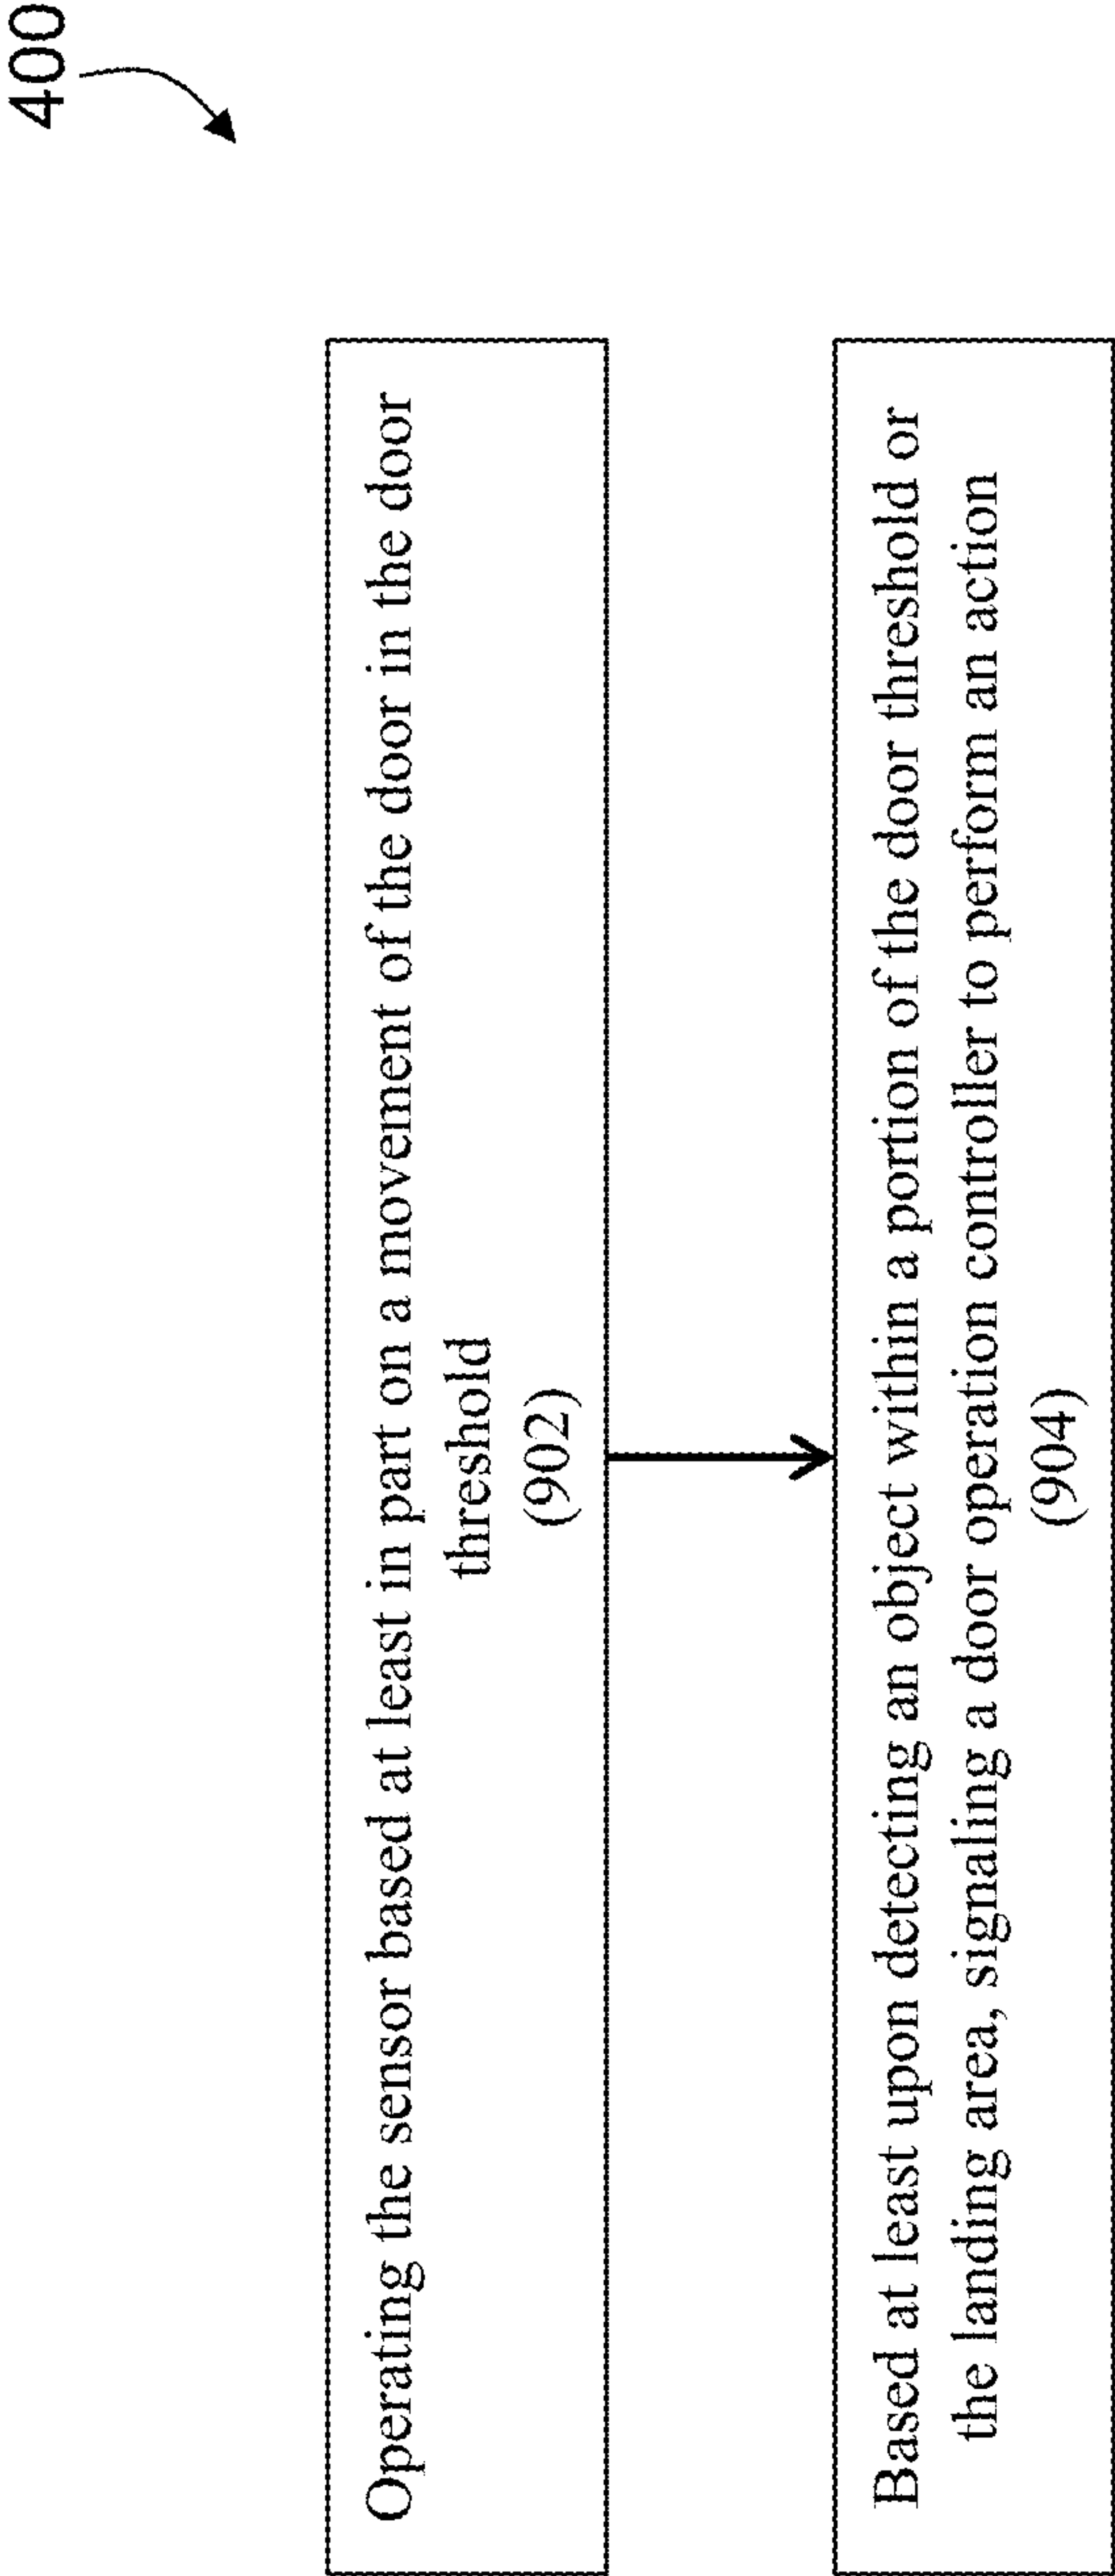 400
Operating the sensor based at least in part on a movement of the door in the door
threshold
(902)
Based at least upon detecting an object within a portion of the door threshold or
the landing area, signaling a door operation controller to perform an action
(904)